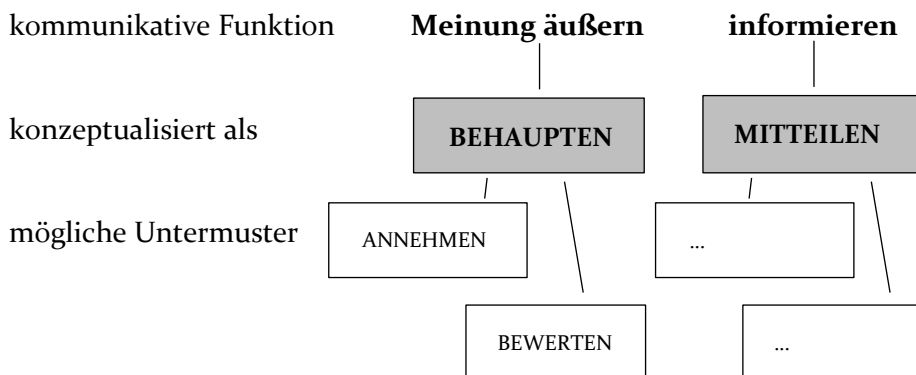 kommunikative Funktion Meinung äußern informieren
konzeptualisiert als BEHAUPTEN MITTEILEN
mögliche Untermuster ANNEHMEN ...
BEWERTEN ...